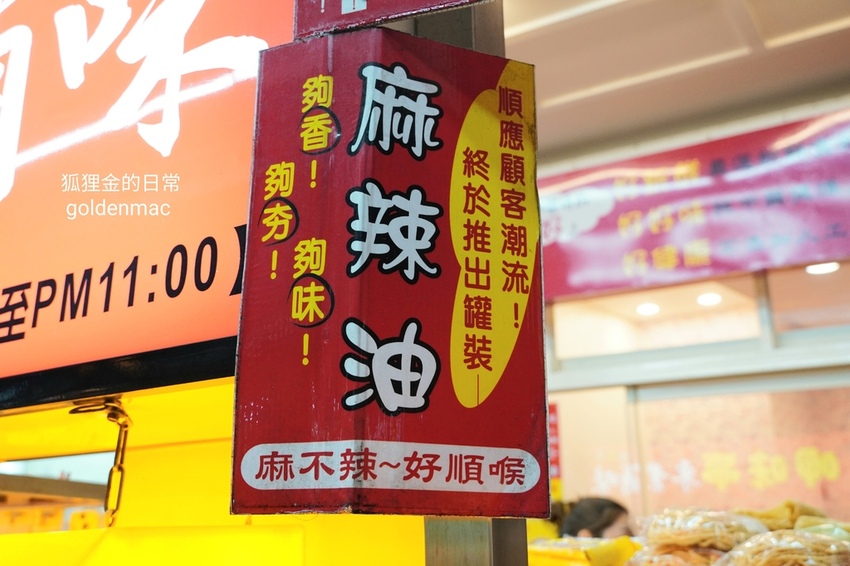 味
狐狸金的日常
goldenmac
至PM11:00】
順應顧客潮流！
終於推出罐裝
麻辣油
夠香！
夠夯！
夠味！
麻不辣~好順喉